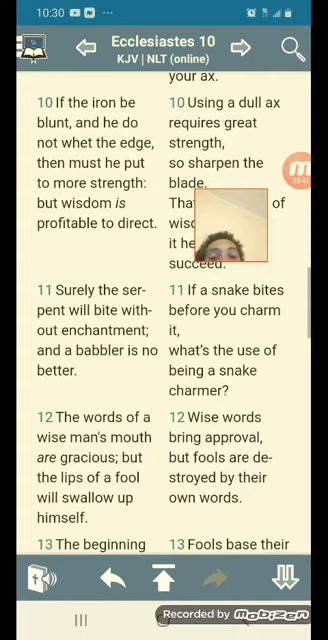 10:30
Ecclesiastes 10
KJV | NLT (online)
your ax.
10 If the iron be
blunt, and he do
not whet the edge,
then must he put
to more strength:
but wisdom is
profitable to direct.
10 Using a dull ax
requires great
strength,
so sharpen the
blade.
of
succeed.
11 Surely the ser-
pent will bite with-
out enchantment;
and a babbler is no
better.
11 If a snake bites
before you charm
it,
what's the use of
being a snake
charmer?
12 The words of a
wise man's mouth
are gracious; but
the lips of a fool
will swallow up
himself.
12 Wise words
bring approval,
but fools are de-
stroyed by their
own words.
13 The beginning
13 Fools base their
Recorded by mobizen